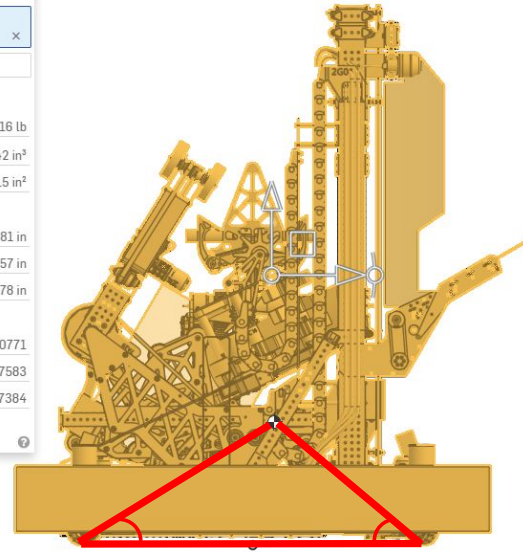 ×
2G0
16 lb
2 in³
.5 in²
81 in
57 in
78 in
0771
7583
7384
?